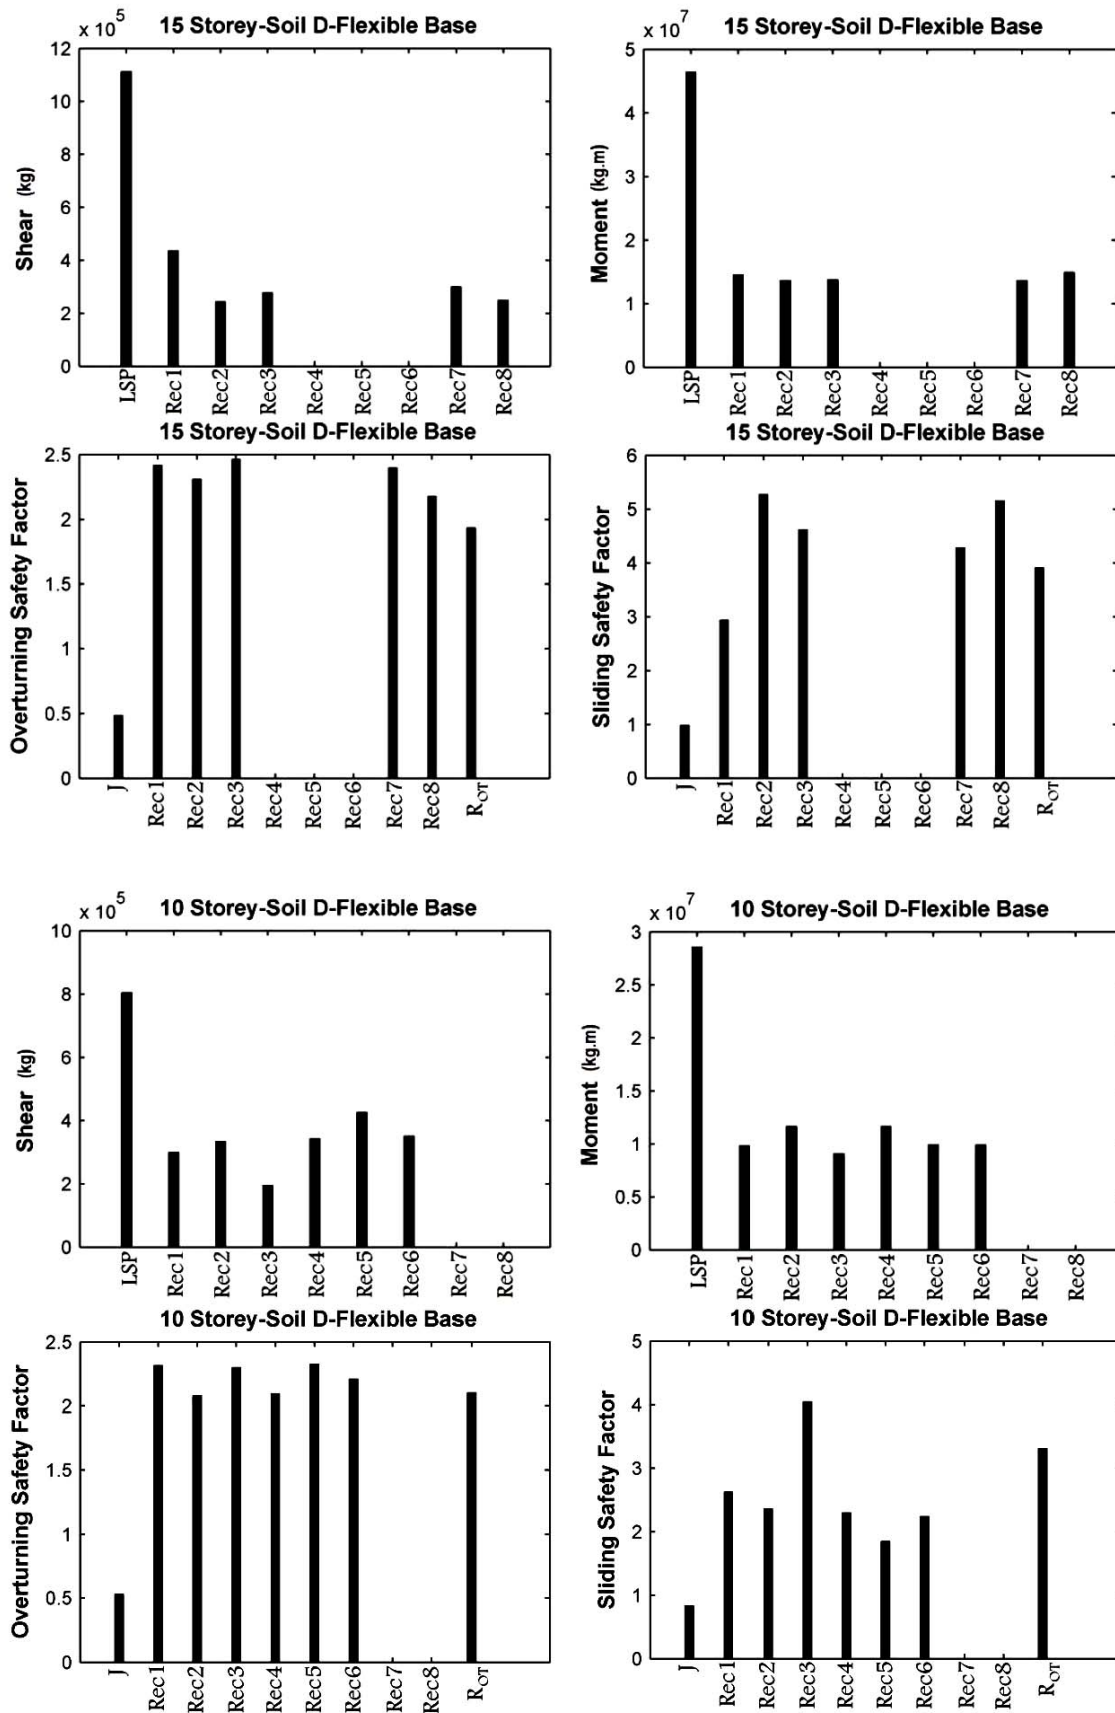 x 10^5
15 Storey-Soil D-Flexible Base
12
10
8
6
4
2
0
Shear (kg)
LSP
Rec1
Rec2
Rec3
Rec4
Rec5
Rec6
Rec7
Rec8
x 10^7
15 Storey-Soil D-Flexible Base
5
4
3
2
1
0
Moment (kg.m)
LSP
Rec1
Rec2
Rec3
Rec4
Rec5
Rec6
Rec7
Rec8
15 Storey-Soil D-Flexible Base
2.5
2
1.5
1
0.5
0
Overturning Safety Factor
J
Rec1
Rec2
Rec3
Rec4
Rec5
Rec6
Rec7
Rec8
R_OT
15 Storey-Soil D-Flexible Base
6
5
4
3
2
1
0
Sliding Safety Factor
J
Rec1
Rec2
Rec3
Rec4
Rec5
Rec6
Rec7
Rec8
R_OT
x 10^5
10 Storey-Soil D-Flexible Base
10
8
6
4
2
0
Shear (kg)
LSP
Rec1
Rec2
Rec3
Rec4
Rec5
Rec6
Rec7
Rec8
x 10^7
10 Storey-Soil D-Flexible Base
3
2.5
2
1.5
1
0.5
0
Moment (kg.m)
LSP
Rec1
Rec2
Rec3
Rec4
Rec5
Rec6
Rec7
Rec8
10 Storey-Soil D-Flexible Base
2.5
2
1.5
1
0.5
0
Overturning Safety Factor
J
Rec1
Rec2
Rec3
Rec4
Rec5
Rec6
Rec7
Rec8
R_OT
10 Storey-Soil D-Flexible Base
5
4
3
2
1
0
Sliding Safety Factor
J
Rec1
Rec2
Rec3
Rec4
Rec5
Rec6
Rec7
Rec8
R_OT